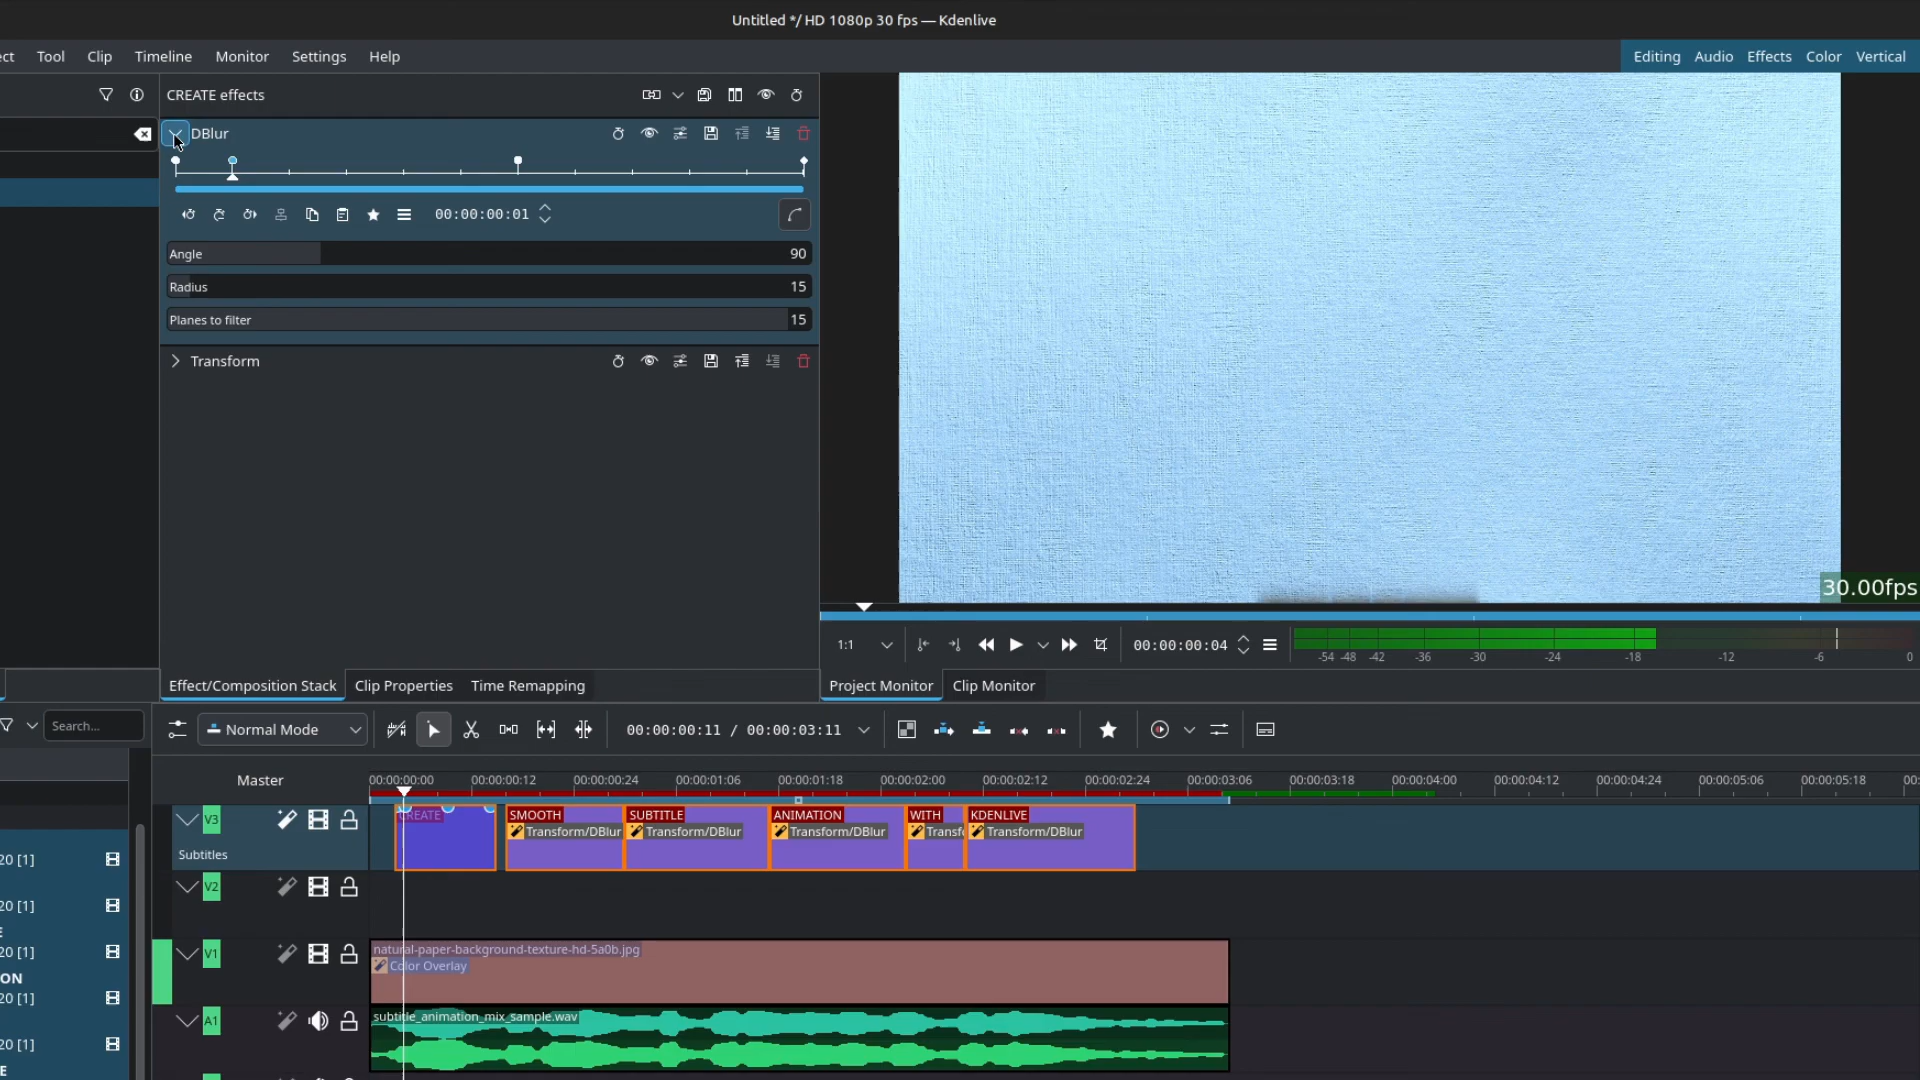 Untitled */ HD 1080p 30 fps — Kdenlive
ect Tool Clip Timeline Monitor Settings Help
Editing Audio Effects Color Vertical
CREATE effects
DBlur
00:00:00:01
Angle 90
Radius 15
Planes to filter 15
Transform
30.00fps
1:1
00:00:00:04
-54 -48 -42 -36 -30 -24 -18 -12 -6 0
Effect/Composition Stack Clip Properties Time Remapping
Project Monitor Clip Monitor
Search...
Normal Mode
00:00:00:11 / 00:00:03:11
Master
00:00:00:00 00:00:00:12 00:00:00:24 00:00:01:06 00:00:01:18 00:00:02:00 00:00:02:12 00:00:02:24 00:00:03:06 00:00:03:18 00:00:04:00 00:00:04:12 00:00:04:24 00:00:05:06 00:00:05:18 00:
V3
Subtitles
CREATE SMOOTH SUBTITLE ANIMATION WITH KDENLIVE
Transform/DBlur Transform/DBlur Transform/DBlur Transf Transform/DBlur
20 [1]
V2
20 [1]
E
V1
natural-paper-background-texture-hd-5a0b.jpg
Color Overlay
20 [1]
ON
20 [1]
A1
subtitle_animation_mix_sample.wav
20 [1]
E